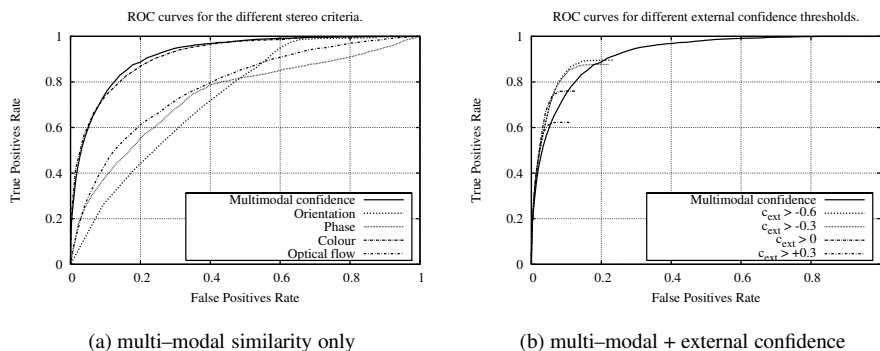 ROC curves for the different stereo criteria.
1
0.8
0.6
0.4
0.2
0
0
0.2
0.4
0.6
0.8
1
True Positives Rate
False Positives Rate
Multimodal confidence
Orientation
Phase
Colour
Optical flow
(a) multi–modal similarity only
ROC curves for different external confidence thresholds.
1
0.8
0.6
0.4
0.2
0
0
0.2
0.4
0.6
0.8
1
True Positives Rate
False Positives Rate
Multimodal confidence
c_ext > -0.6
c_ext > -0.3
c_ext > 0
c_ext > +0.3
(b) multi–modal + external confidence